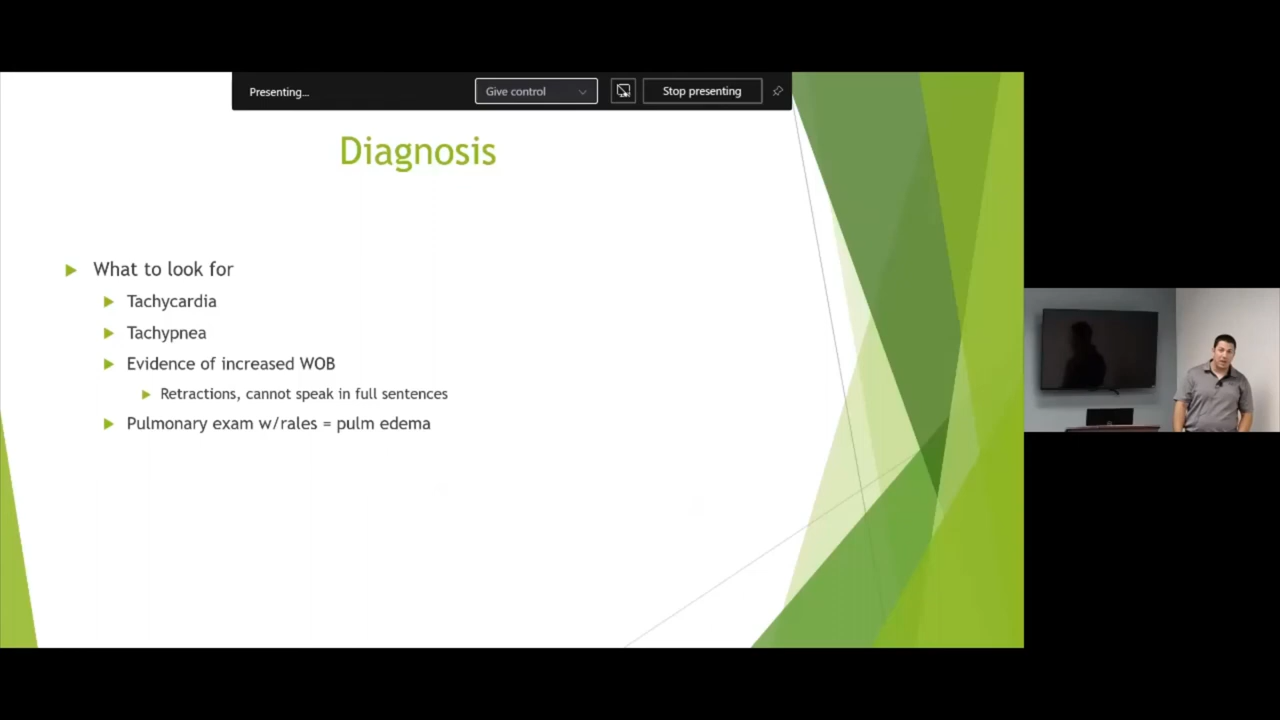 Presenting...
Give control
Stop presenting
Diagnosis
What to look for
Tachycardia
Tachypnea
Evidence of increased WOB
Retractions, cannot speak in full sentences
Pulmonary exam w/rales = pulm edema